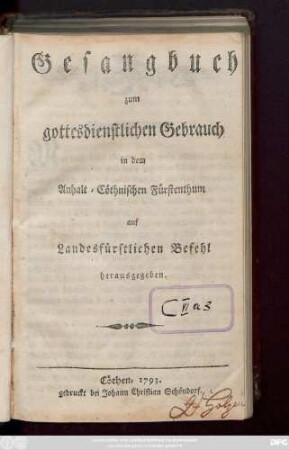 Gesangbuch
zum
gottesdienstlichen Gebrauch
in dem
Anhalt-Cöthnischen Fürstenthum
auf
Landesfürstlichen Befehl
herausgegeben.
Cöthen, 1793.
gedruckt bei Johann Christian Schöndorf.